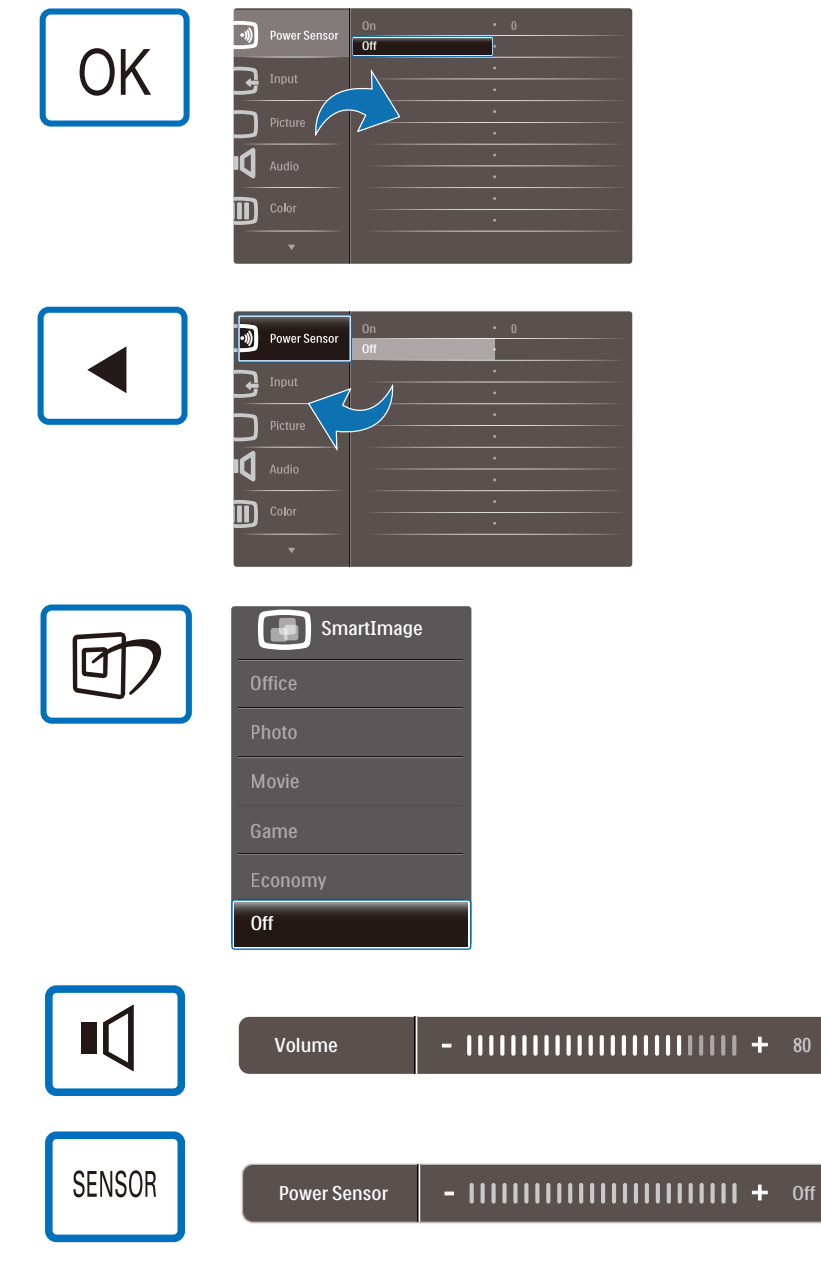 OK
Power Sensor
On 0
Off
Input
Picture
Audio
Color
Power Sensor
On 0
Off
Input
Picture
Audio
Color
SmartImage
Office
Photo
Movie
Game
Economy
Off
Volume - + 80
SENSOR
Power Sensor - + Off